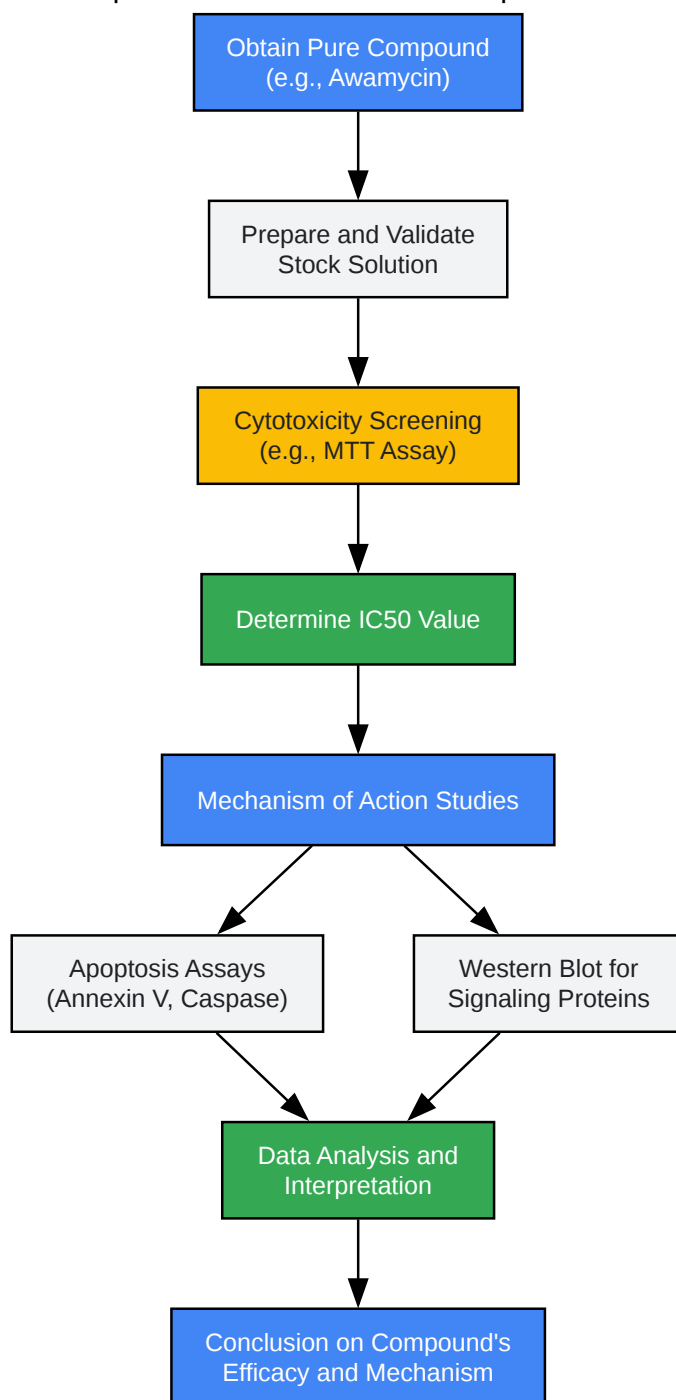 Obtain Pure Compound
(e.g., Awamycin)
Prepare and Validate
Stock Solution
Cytotoxicity Screening
(e.g., MTT Assay)
Determine IC50 Value
Mechanism of Action Studies
Apoptosis Assays
(Annexin V, Caspase)
Western Blot for
Signaling Proteins
Data Analysis and
Interpretation
Conclusion on Compound's
Efficacy and Mechanism